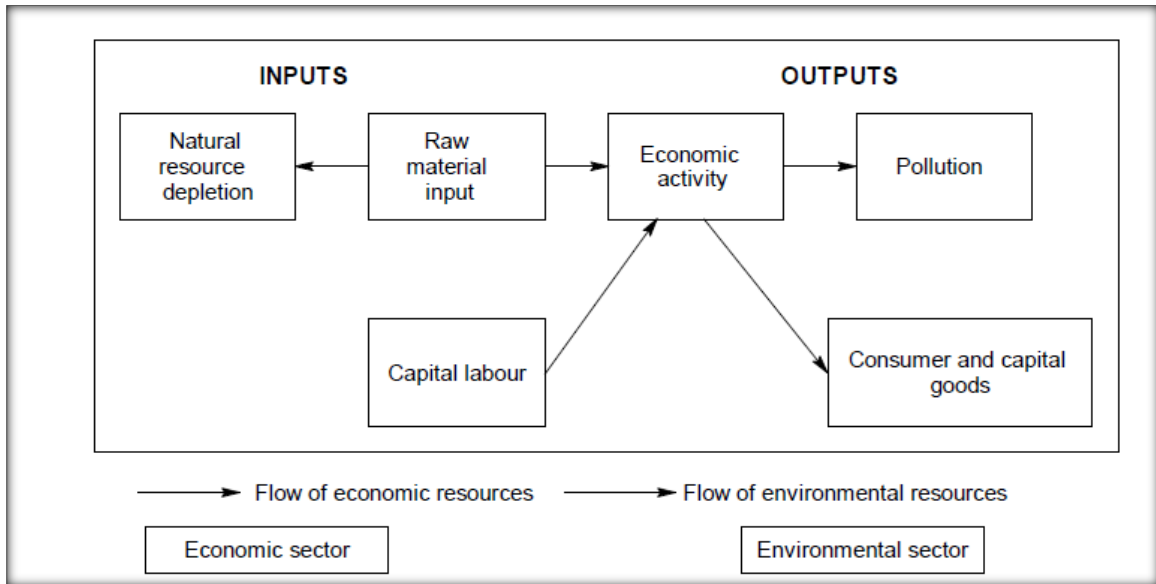 INPUTS
OUTPUTS
Natural
resource
depletion
Raw
material
input
Economic
activity
Pollution
Capital labour
Consumer and capital
goods
Flow of economic resources
Flow of environmental resources
Economic sector
Environmental sector